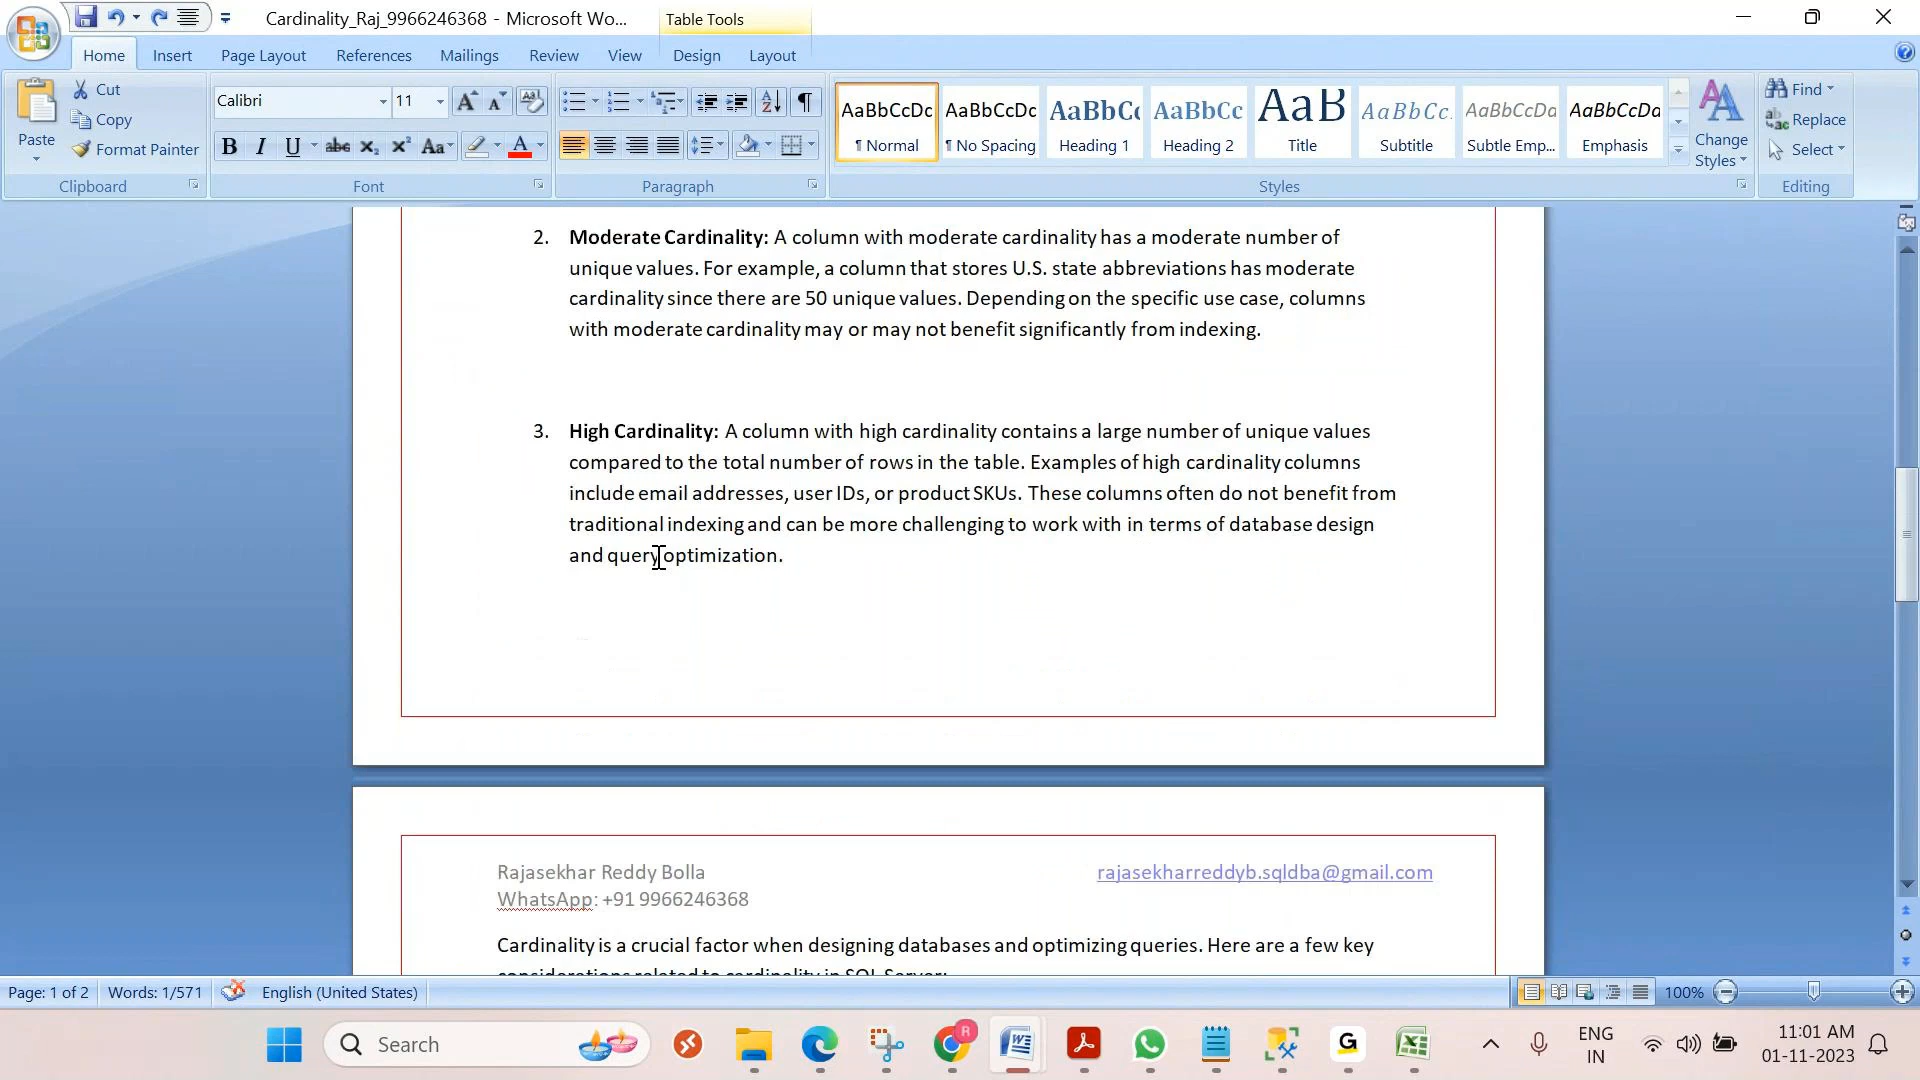 Cardinality_Raj_9966246368 - Microsoft Wo...
Table Tools
Home Insert Page Layout References Mailings Review View Design Layout
Paste
Cut
Copy
Format Painter
Clipboard
Calibri 11
Font
Paragraph
AaBbCcDc AaBbCcDc AaBbCc AaBbCc AaB AaBbCc. AaBbCcDa AaBbCcDa
¶ Normal ¶ No Spacing Heading 1 Heading 2 Title Subtitle Subtle Emp... Emphasis
Change Styles
Styles
Find
Replace
Select
Editing
2. Moderate Cardinality: A column with moderate cardinality has a moderate number of
unique values. For example, a column that stores U.S. state abbreviations has moderate
cardinality since there are 50 unique values. Depending on the specific use case, columns
with moderate cardinality may or may not benefit significantly from indexing.
3. High Cardinality: A column with high cardinality contains a large number of unique values
compared to the total number of rows in the table. Examples of high cardinality columns
include email addresses, user IDs, or product SKUs. These columns often do not benefit from
traditional indexing and can be more challenging to work with in terms of database design
and query optimization.
Rajasekhar Reddy Bolla rajasekharreddyb.sqldba@gmail.com
WhatsApp: +91 9966246368
Cardinality is a crucial factor when designing databases and optimizing queries. Here are a few key
considerations related to cardinality in SQL Server:
Page: 1 of 2 Words: 1/571 English (United States) 100%
Search
ENG
IN
11:01 AM
01-11-2023